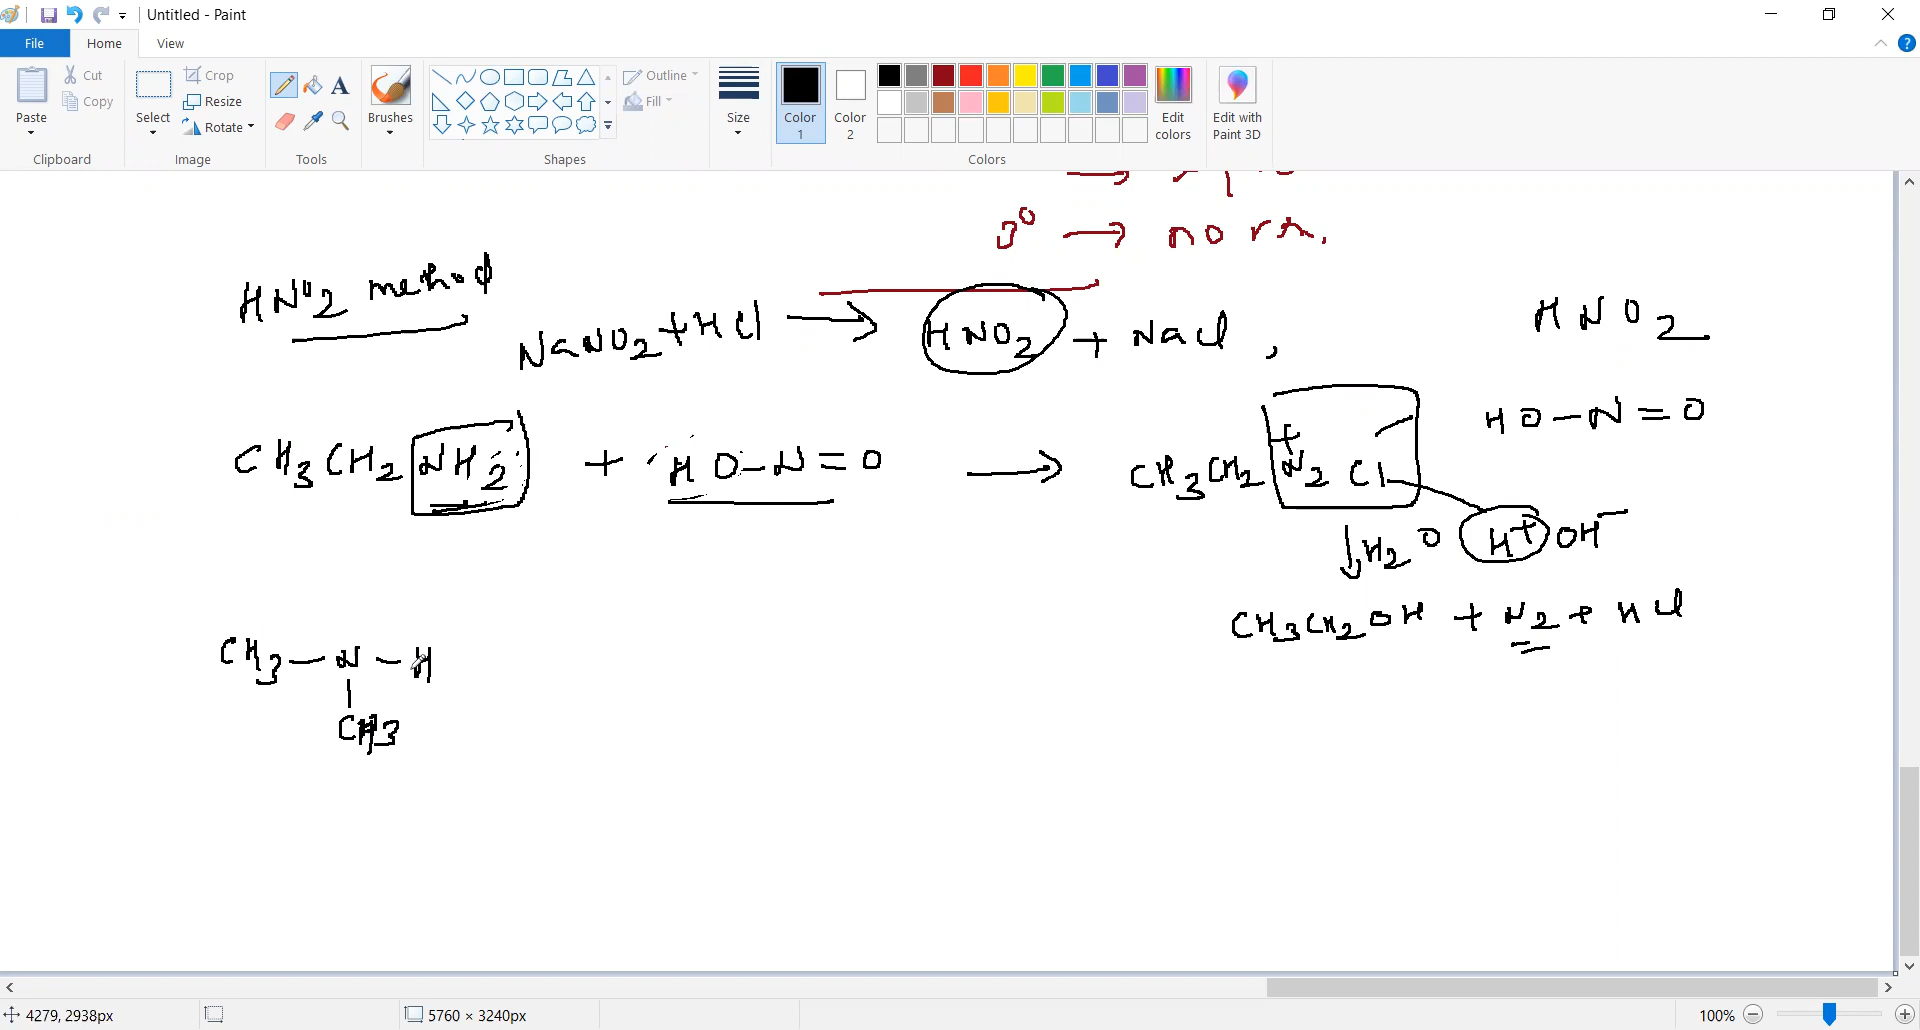 Untitled - Paint
File Home View
Cut
Copy
Paste
Clipboard
Crop
Resize
Rotate
Select
Image
Tools
Brushes
Outline
Fill
Shapes
Size
Color 1
Color 2
Colors
Edit colors
Edit with Paint 3D
3⁰ → no rx.
HNO2 method
NaNO2 + HCl → HNO2 + NaCl ,
HNO2
HO-N=O
CH3CH2NH2 + HO-N=O → CH3CH2N2⁺Cl⁻
↓H2O H⁺ OH⁻
CH3CH2OH + N2 + HCl
CH3-N-H
|
CH3
4279, 2938px
5760 × 3240px
100%